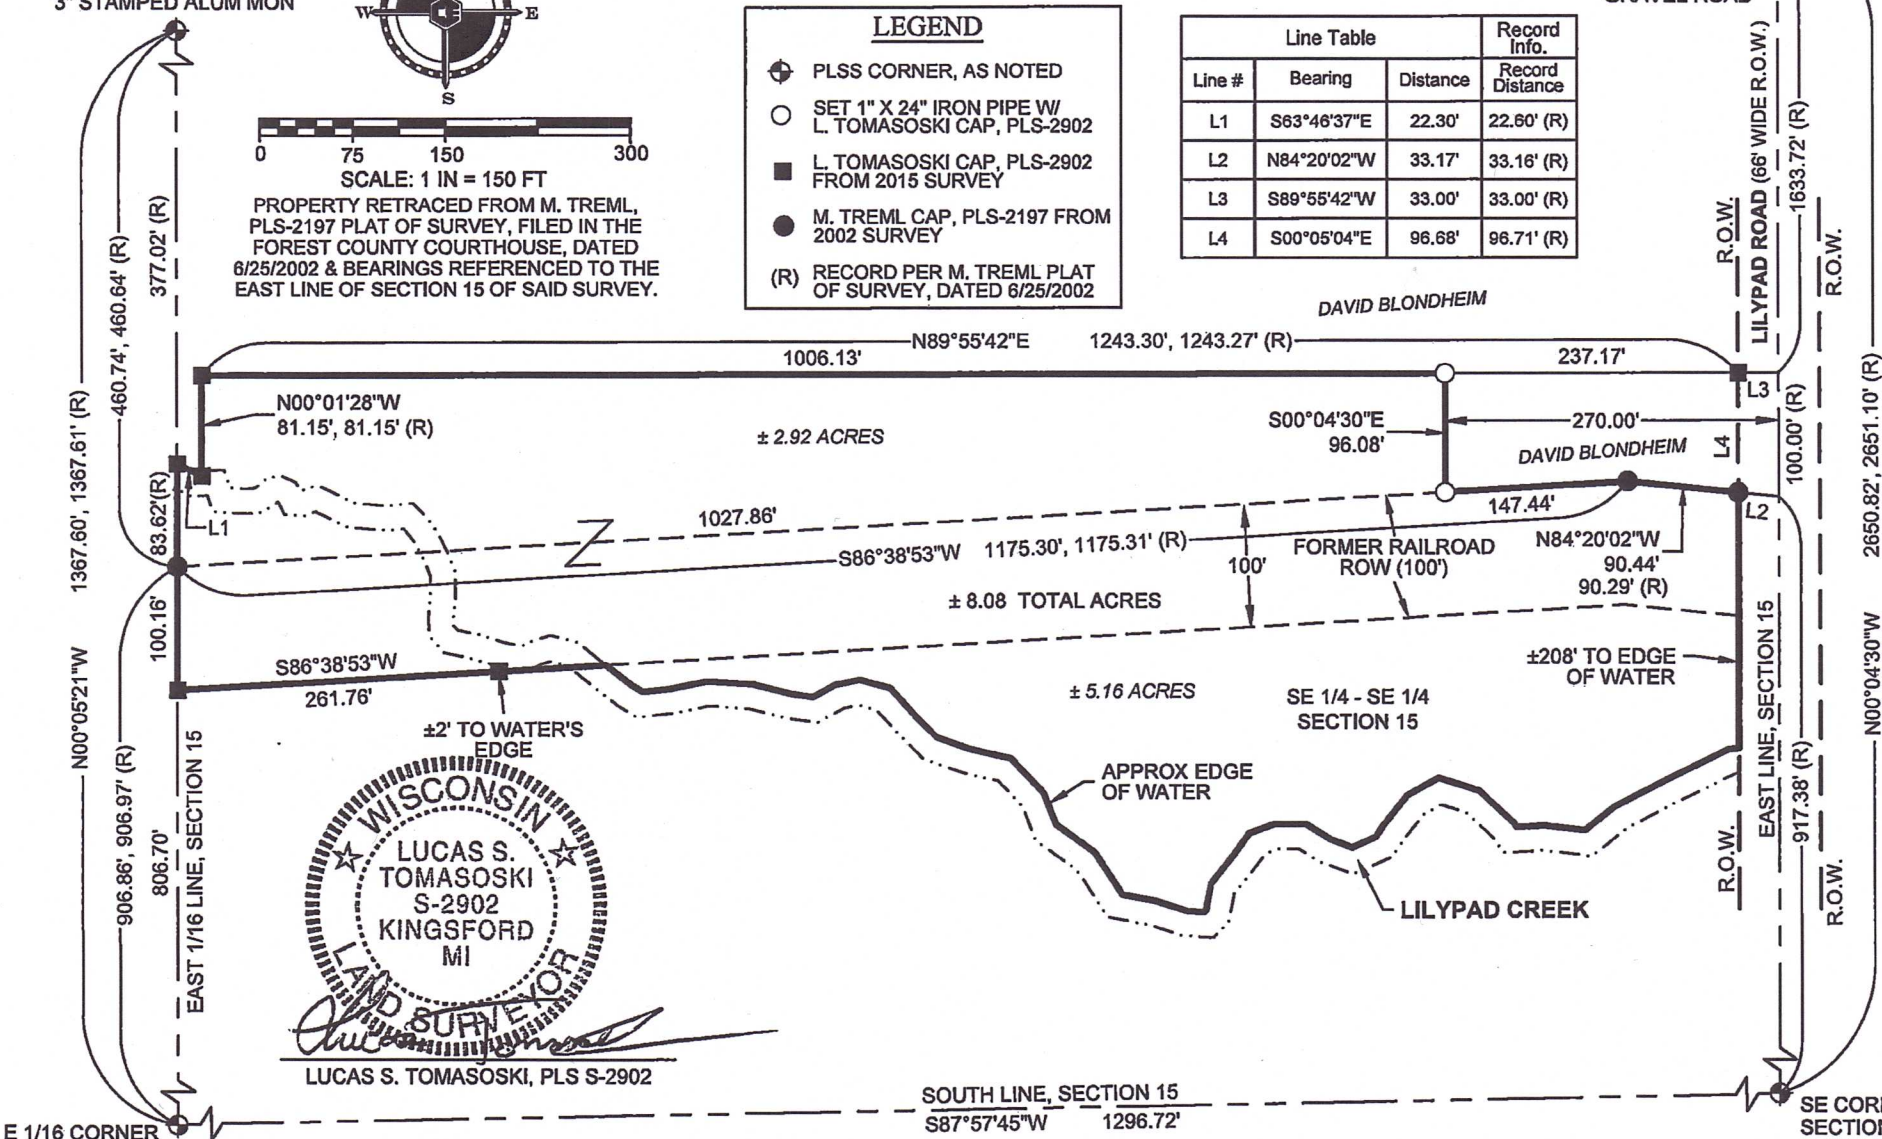 3" STAMPED ALUM MON
W E
S
0 75 150 300
SCALE: 1 IN = 150 FT
PROPERTY RETRACED FROM M. TREML,
PLS-2197 PLAT OF SURVEY, FILED IN THE
FOREST COUNTY COURTHOUSE, DATED
6/25/2002 & BEARINGS REFERENCED TO THE
EAST LINE OF SECTION 15 OF SAID SURVEY.
LEGEND
PLSS CORNER, AS NOTED
SET 1" X 24" IRON PIPE W/
L. TOMASOSKI CAP, PLS-2902
L. TOMASOSKI CAP, PLS-2902
FROM 2015 SURVEY
M. TREML CAP, PLS-2197 FROM
2002 SURVEY
(R) RECORD PER M. TREML PLAT
OF SURVEY, DATED 6/25/2002
Line Table
Record
Info.
Line # Bearing Distance Record
Distance
L1 S63°46'37"E 22.30' 22.60' (R)
L2 N84°20'02"W 33.17' 33.16' (R)
L3 S89°55'42"W 33.00' 33.00' (R)
L4 S00°05'04"E 96.68' 96.71' (R)
377.02' (R)
460.74', 460.64' (R)
1367.60', 1367.61' (R)
N00°05'21"W
83.62'(R)
100.16'
906.86', 906.97' (R)
806.70'
EAST 1/16 LINE, SECTION 15
DAVID BLONDHEIM
N89°55'42"E 1243.30', 1243.27' (R)
1006.13' 237.17'
N00°01'28"W
81.15', 81.15' (R)
± 2.92 ACRES
S00°04'30"E
96.08'
270.00'
DAVID BLONDHEIM
L1
L3
L4
L2
1027.86'
147.44'
S86°38'53"W 1175.30', 1175.31' (R)
100'
FORMER RAILROAD
ROW (100')
N84°20'02"W
90.44'
90.29' (R)
± 8.08 TOTAL ACRES
S86°38'53"W
261.76'
±2' TO WATER'S
EDGE
± 5.16 ACRES
SE 1/4 - SE 1/4
SECTION 15
±208' TO EDGE
OF WATER
APPROX EDGE
OF WATER
LILYPAD CREEK
R.O.W.
LILYPAD ROAD (66' WIDE R.O.W.)
1633.72' (R)
R.O.W.
100.00' (R)
2650.82', 2651.10' (R)
N00°04'30"W
EAST LINE, SECTION 15
917.38' (R)
R.O.W.
R.O.W.
WISCONSIN
LUCAS S.
TOMASOSKI
S-2902
KINGSFORD
MI
LAND SURVEYOR
LUCAS S. TOMASOSKI, PLS S-2902
SOUTH LINE, SECTION 15
S87°57'45"W 1296.72'
E 1/16 CORNER